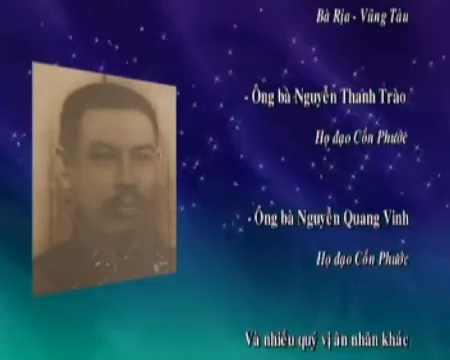 Bà Rịa - Vũng Tàu
- Ông bà Nguyễn Thanh Trào
Họ đạo Cồn Phước
- Ông bà Nguyễn Quang Vinh
Họ đạo Cồn Phước
Và nhiều quý vị ân nhân khác